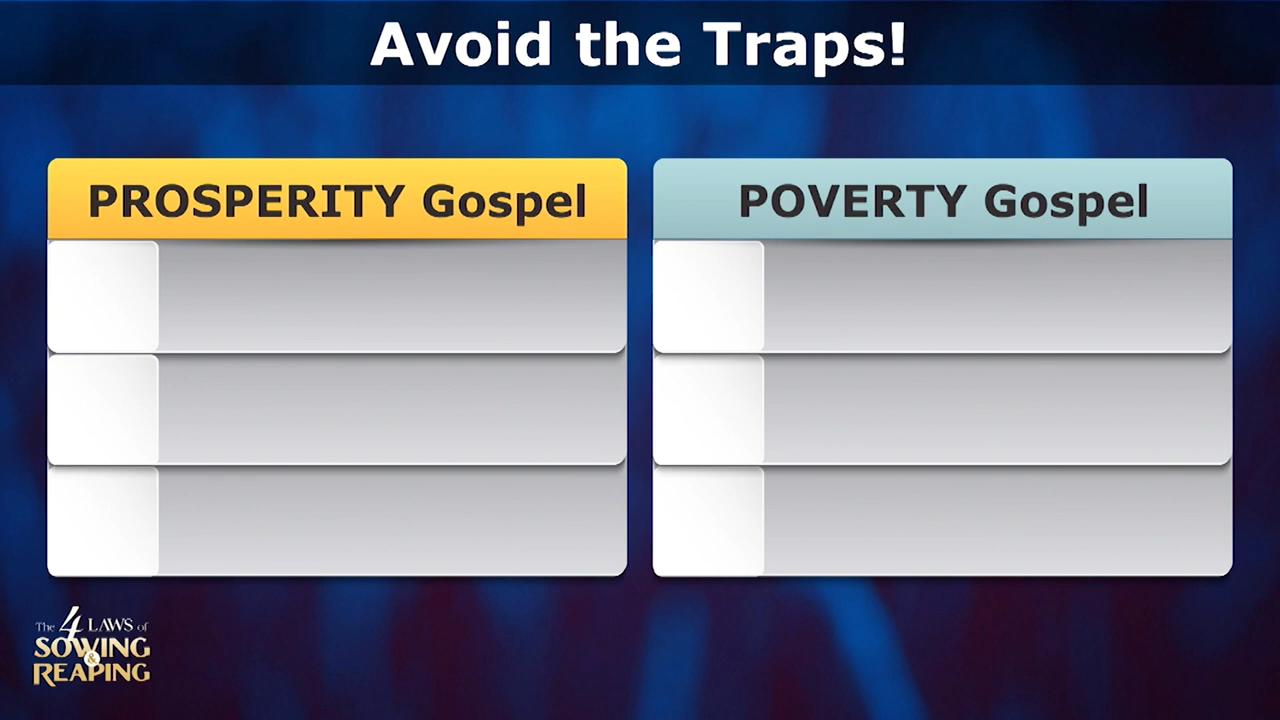 Avoid the Traps!
PROSPERITY Gospel
POVERTY Gospel
The 4 LAWS of
SOWING
&
REAPING